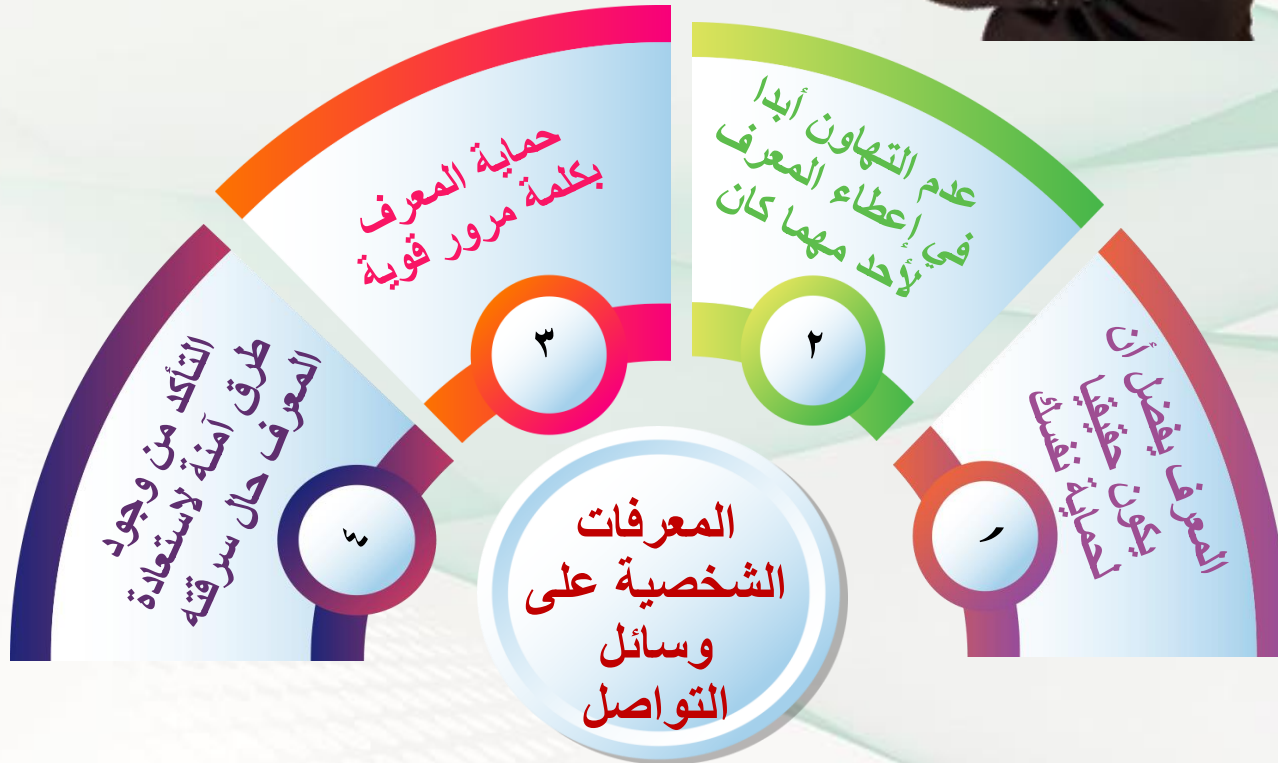 المعرفات
الشخصية على
وسائل
التواصل
١
المعرف يفضل أن
يكون حقيقيا
لحماية نفسك
٢
عدم التهاون أبدا
في إعطاء المعرف
لأحد مهما كان
٣
حماية المعرف
بكلمة مرور قوية
٤
التأكد من وجود
طرق آمنة لاستعادة
المعرف حال سرقته